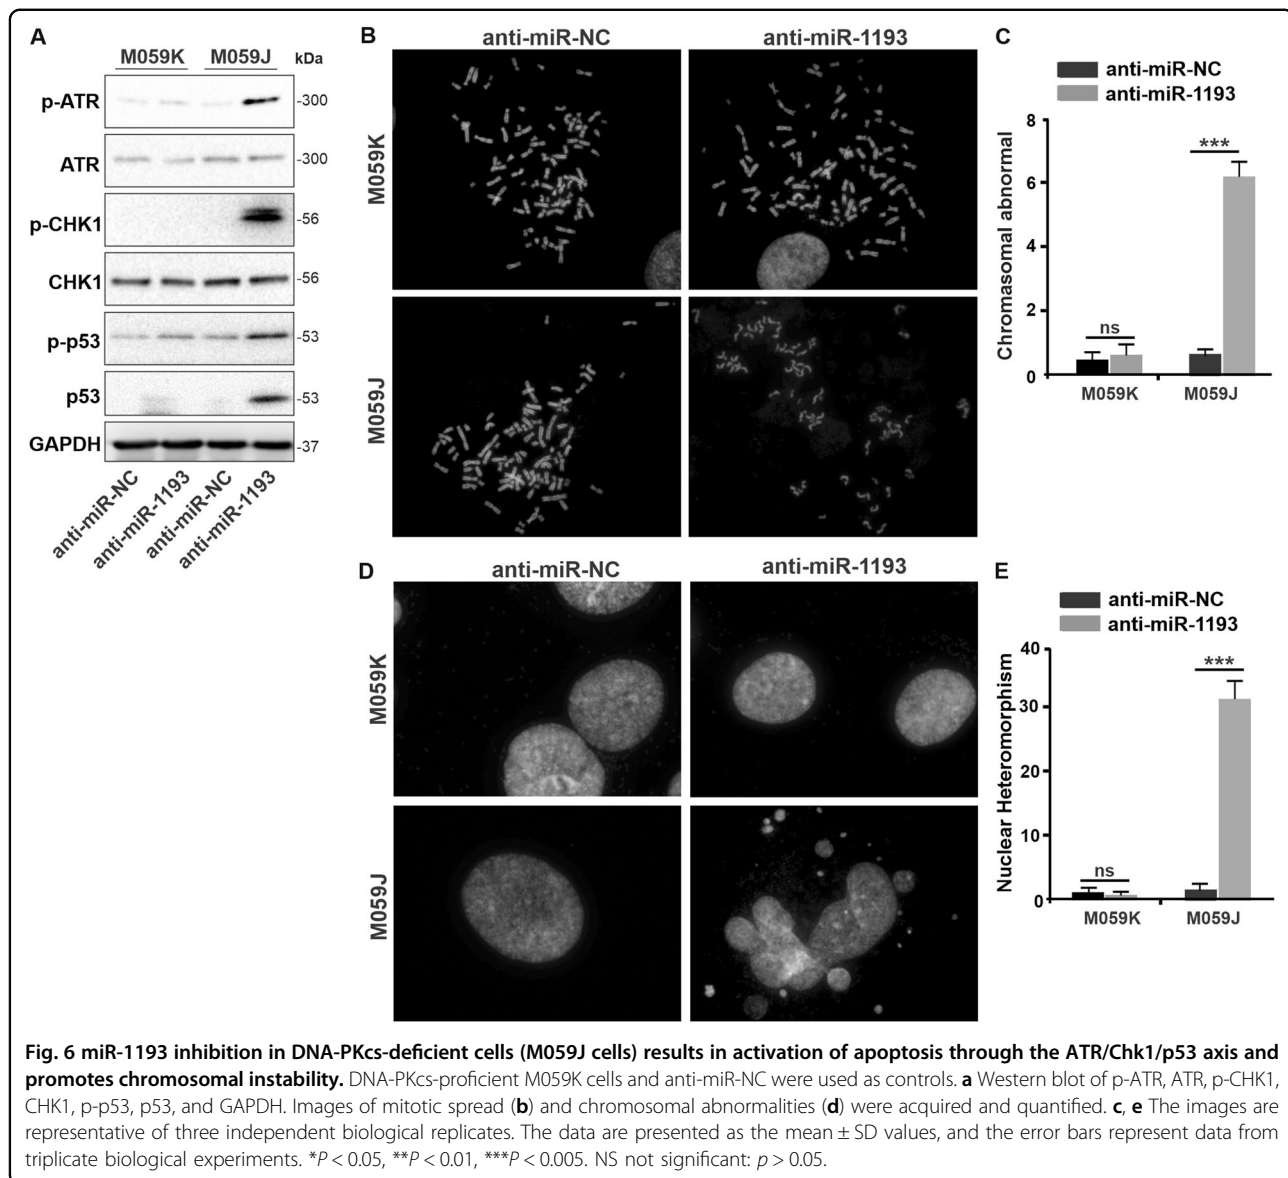 A
M059K M059J kDa
p-ATR -300
ATR -300
p-CHK1 -56
CHK1 -56
p-p53 -53
p53 -53
GAPDH -37
anti-miR-NC
anti-miR-1193
anti-miR-NC
anti-miR-1193
B
anti-miR-NC anti-miR-1193
M059K
M059J
C
anti-miR-NC
anti-miR-1193
Chromasomal abnormal
8
6
4
2
0
ns
***
M059K M059J
D
anti-miR-NC anti-miR-1193
M059K
M059J
E
anti-miR-NC
anti-miR-1193
Nuclear Heteromorphism
40
30
20
10
0
ns
***
M059K M059J
Fig. 6 miR-1193 inhibition in DNA-PKcs-deficient cells (M059J cells) results in activation of apoptosis through the ATR/Chk1/p53 axis and
promotes chromosomal instability. DNA-PKcs-proficient M059K cells and anti-miR-NC were used as controls. a Western blot of p-ATR, ATR, p-CHK1,
CHK1, p-p53, p53, and GAPDH. Images of mitotic spread (b) and chromosomal abnormalities (d) were acquired and quantified. c, e The images are
representative of three independent biological replicates. The data are presented as the mean ± SD values, and the error bars represent data from
triplicate biological experiments. *P < 0.05, **P < 0.01, ***P < 0.005. NS not significant: p > 0.05.